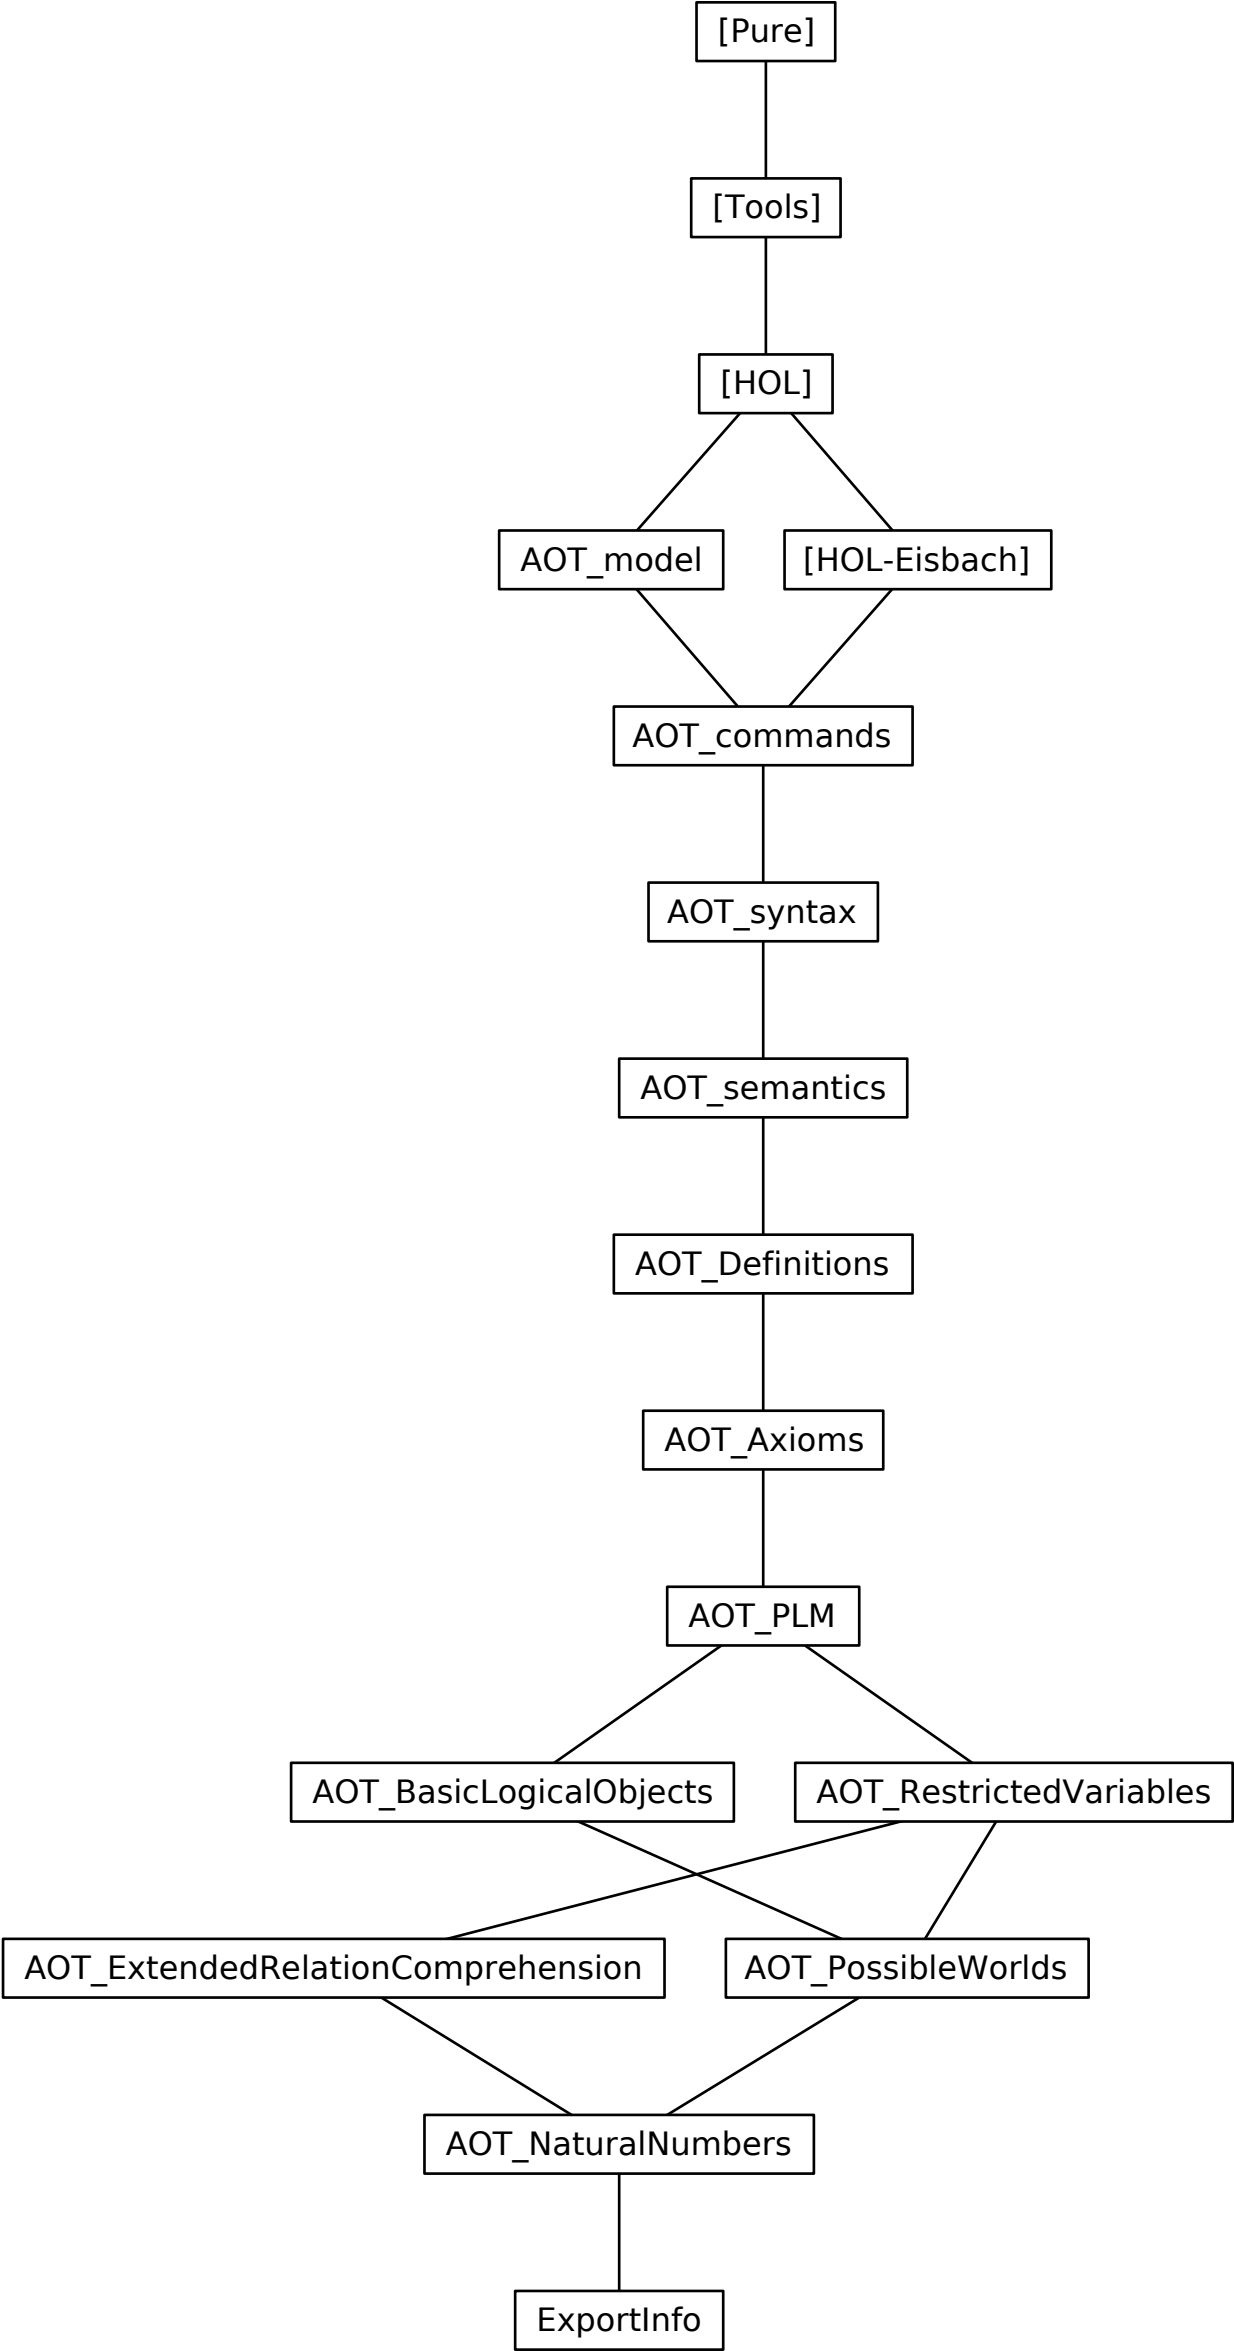 [Pure]
[Tools]
[HOL]
AOT_model
[HOL-Eisbach]
AOT_commands
AOT_syntax
AOT_semantics
AOT_Definitions
AOT_Axioms
AOT_PLM
AOT_BasicLogicalObjects
AOT_RestrictedVariables
AOT_ExtendedRelationComprehension
AOT_PossibleWorlds
AOT_NaturalNumbers
ExportInfo